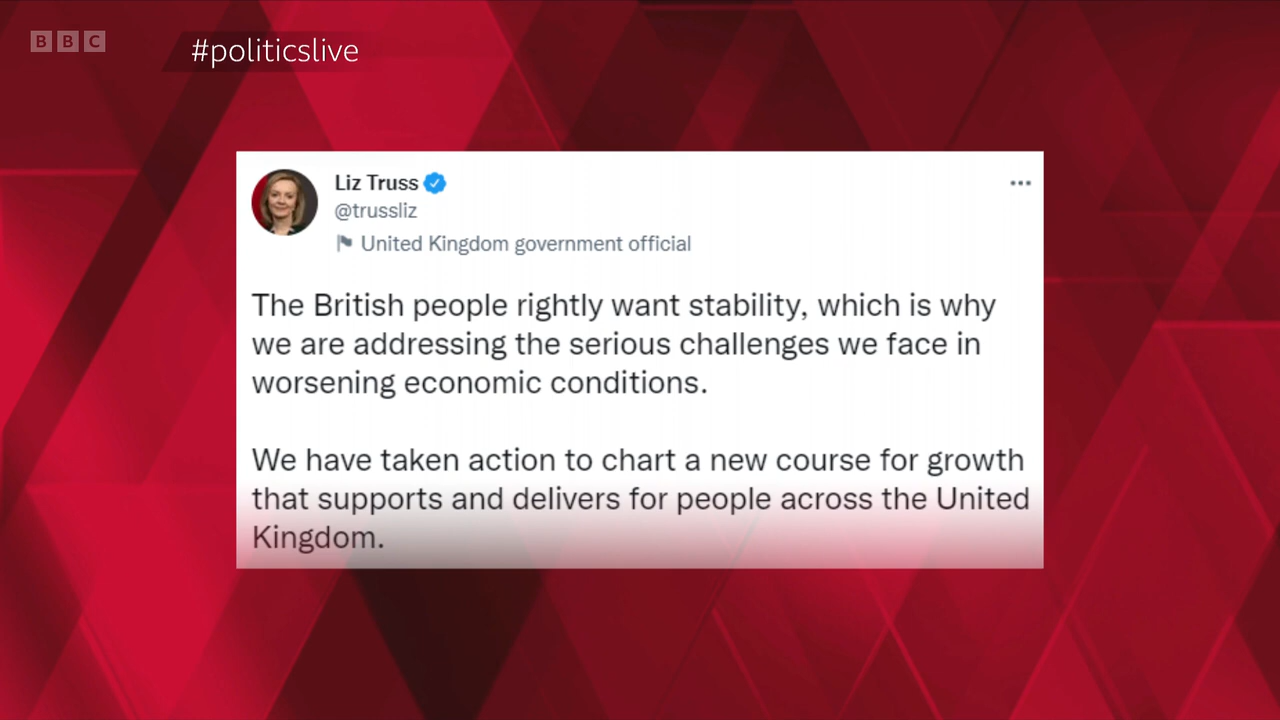 BBC
#politicslive
Liz Truss
@trussliz
United Kingdom government official
The British people rightly want stability, which is why
we are addressing the serious challenges we face in
worsening economic conditions.
We have taken action to chart a new course for growth
that supports and delivers for people across the United
Kingdom.